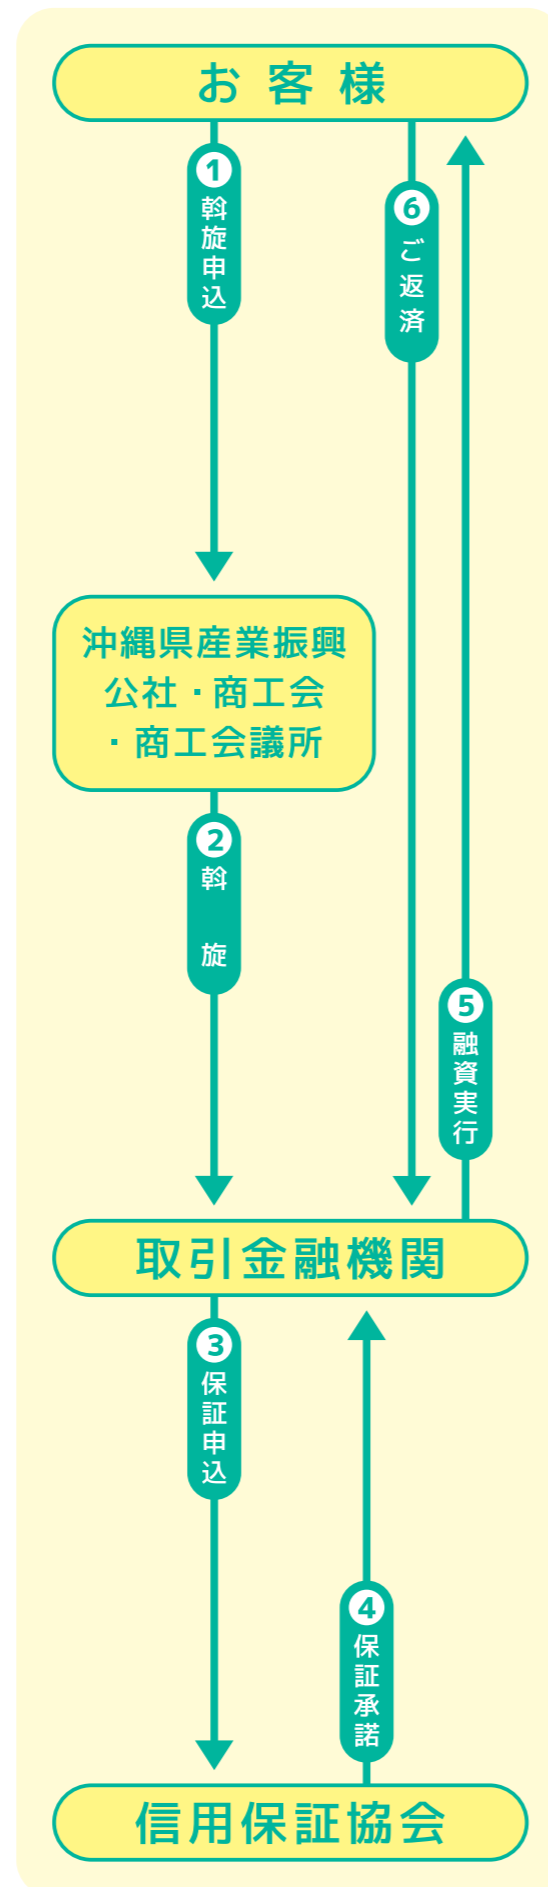 お客様
1 斡旋申込
6 ご返済
沖縄県産業振興
公社・商工会
・商工会議所
2 斡旋
5 融資実行
取引金融機関
3 保証申込
4 保証承諾
信用保証協会